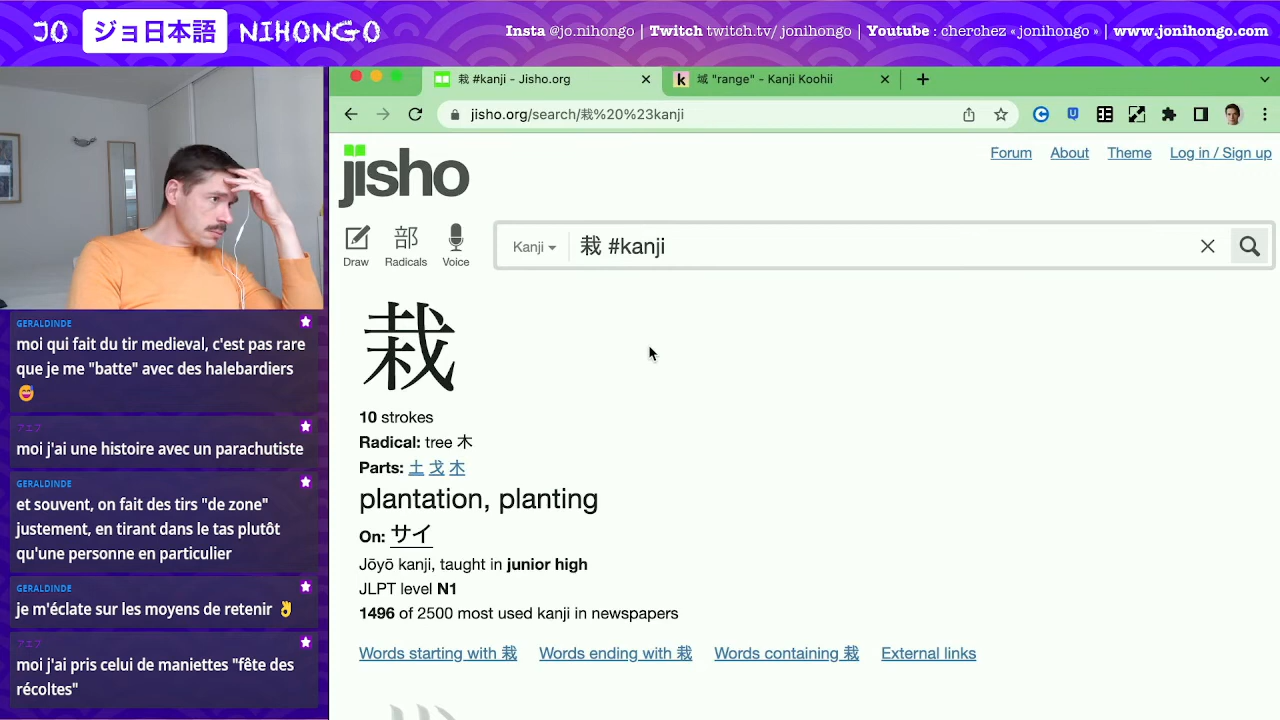 JO ジョ日本語 NIHONGO
Insta @jo.nihongo | Twitch twitch.tv/ jonihongo | Youtube : cherchez « jonihongo » | www.jonihongo.com
栽 #kanji - Jisho.org
域 "range" - Kanji Koohii
jisho.org/search/栽%20%23kanji
jisho
Forum About Theme Log in / Sign up
部
Draw Radicals Voice
Kanji 栽 #kanji
栽
10 strokes
Radical: tree 木
Parts: 土 戈 木
plantation, planting
On: サイ
Jōyō kanji, taught in junior high
JLPT level N1
1496 of 2500 most used kanji in newspapers
Words starting with 栽 Words ending with 栽 Words containing 栽 External links
GERALDINDE
moi qui fait du tir medieval, c'est pas rare
que je me "batte" avec des halebardiers
😅
アエフ
moi j'ai une histoire avec un parachutiste
GERALDINDE
et souvent, on fait des tirs "de zone"
justement, en tirant dans le tas plutôt
qu'une personne en particulier
GERALDINDE
je m'éclate sur les moyens de retenir 👌
アエフ
moi j'ai pris celui de maniettes "fête des
récoltes"